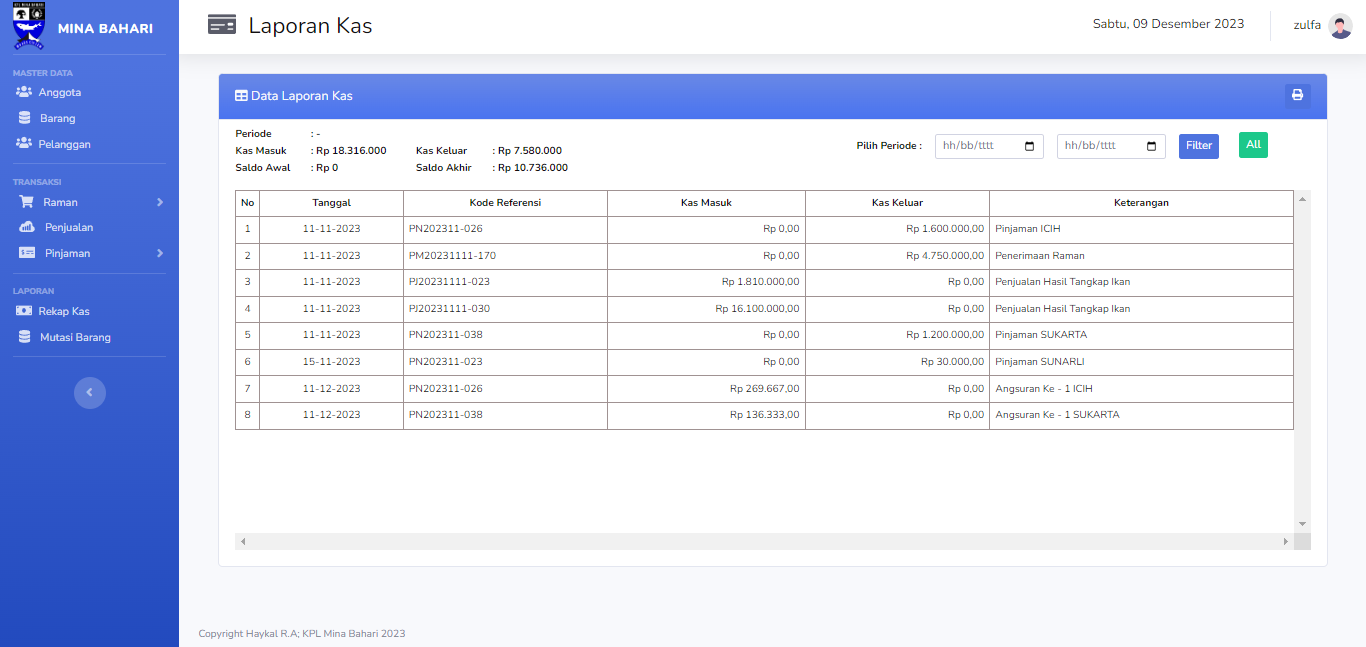 MINA BAHARI
Laporan Kas
Sabtu, 09 Desember 2023
zulfa
MASTER DATA
Anggota
Barang
Pelanggan
TRANSAKSI
Raman
Penjualan
Pinjaman
LAPORAN
Rekap Kas
Mutasi Barang
Data Laporan Kas
Periode : -
Kas Masuk : Rp 18.316.000 Kas Keluar : Rp 7.580.000
Saldo Awal : Rp 0 Saldo Akhir : Rp 10.736.000
Pilih Periode : hh/bb/tttt hh/bb/tttt Filter All
No Tanggal Kode Referensi Kas Masuk Kas Keluar Keterangan
1 11-11-2023 PN202311-026 Rp 0,00 Rp 1.600.000,00 Pinjaman ICIH
2 11-11-2023 PM20231111-170 Rp 0,00 Rp 4.750.000,00 Penerimaan Raman
3 11-11-2023 PJ20231111-023 Rp 1.810.000,00 Rp 0,00 Penjualan Hasil Tangkap Ikan
4 11-11-2023 PJ20231111-030 Rp 16.100.000,00 Rp 0,00 Penjualan Hasil Tangkap Ikan
5 11-11-2023 PN202311-038 Rp 0,00 Rp 1.200.000,00 Pinjaman SUKARTA
6 15-11-2023 PN202311-023 Rp 0,00 Rp 30.000,00 Pinjaman SUNARLI
7 11-12-2023 PN202311-026 Rp 269.667,00 Rp 0,00 Angsuran Ke - 1 ICIH
8 11-12-2023 PN202311-038 Rp 136.333,00 Rp 0,00 Angsuran Ke - 1 SUKARTA
Copyright Haykal R.A; KPL Mina Bahari 2023